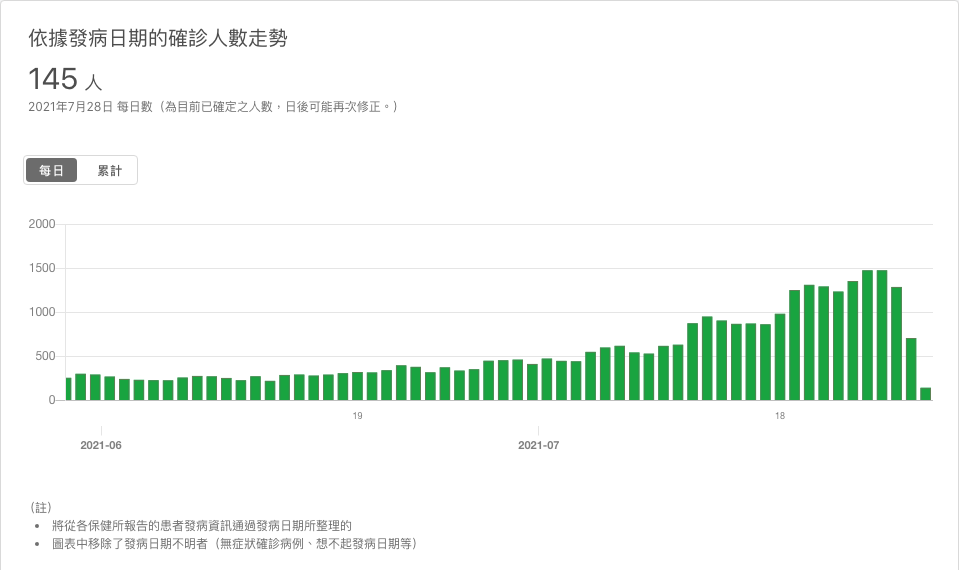 依據發病日期的確診人數走勢
145 人
2021年7月28日 每日數（為目前已確定之人數，日後可能再次修正。）
每日 累計
2000
1500
1000
500
0
19 18
2021-06 2021-07
（註）
• 將從各保健所報告的患者發病資訊通過發病日期所整理的
• 圖表中移除了發病日期不明者（無症狀確診病例、想不起發病日期等）